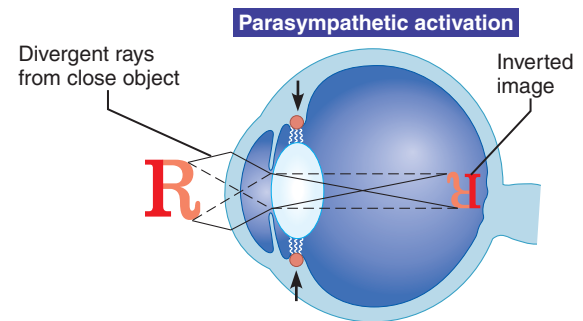 Parasympathetic activation
Divergent rays
from close object
Inverted
image
R
R